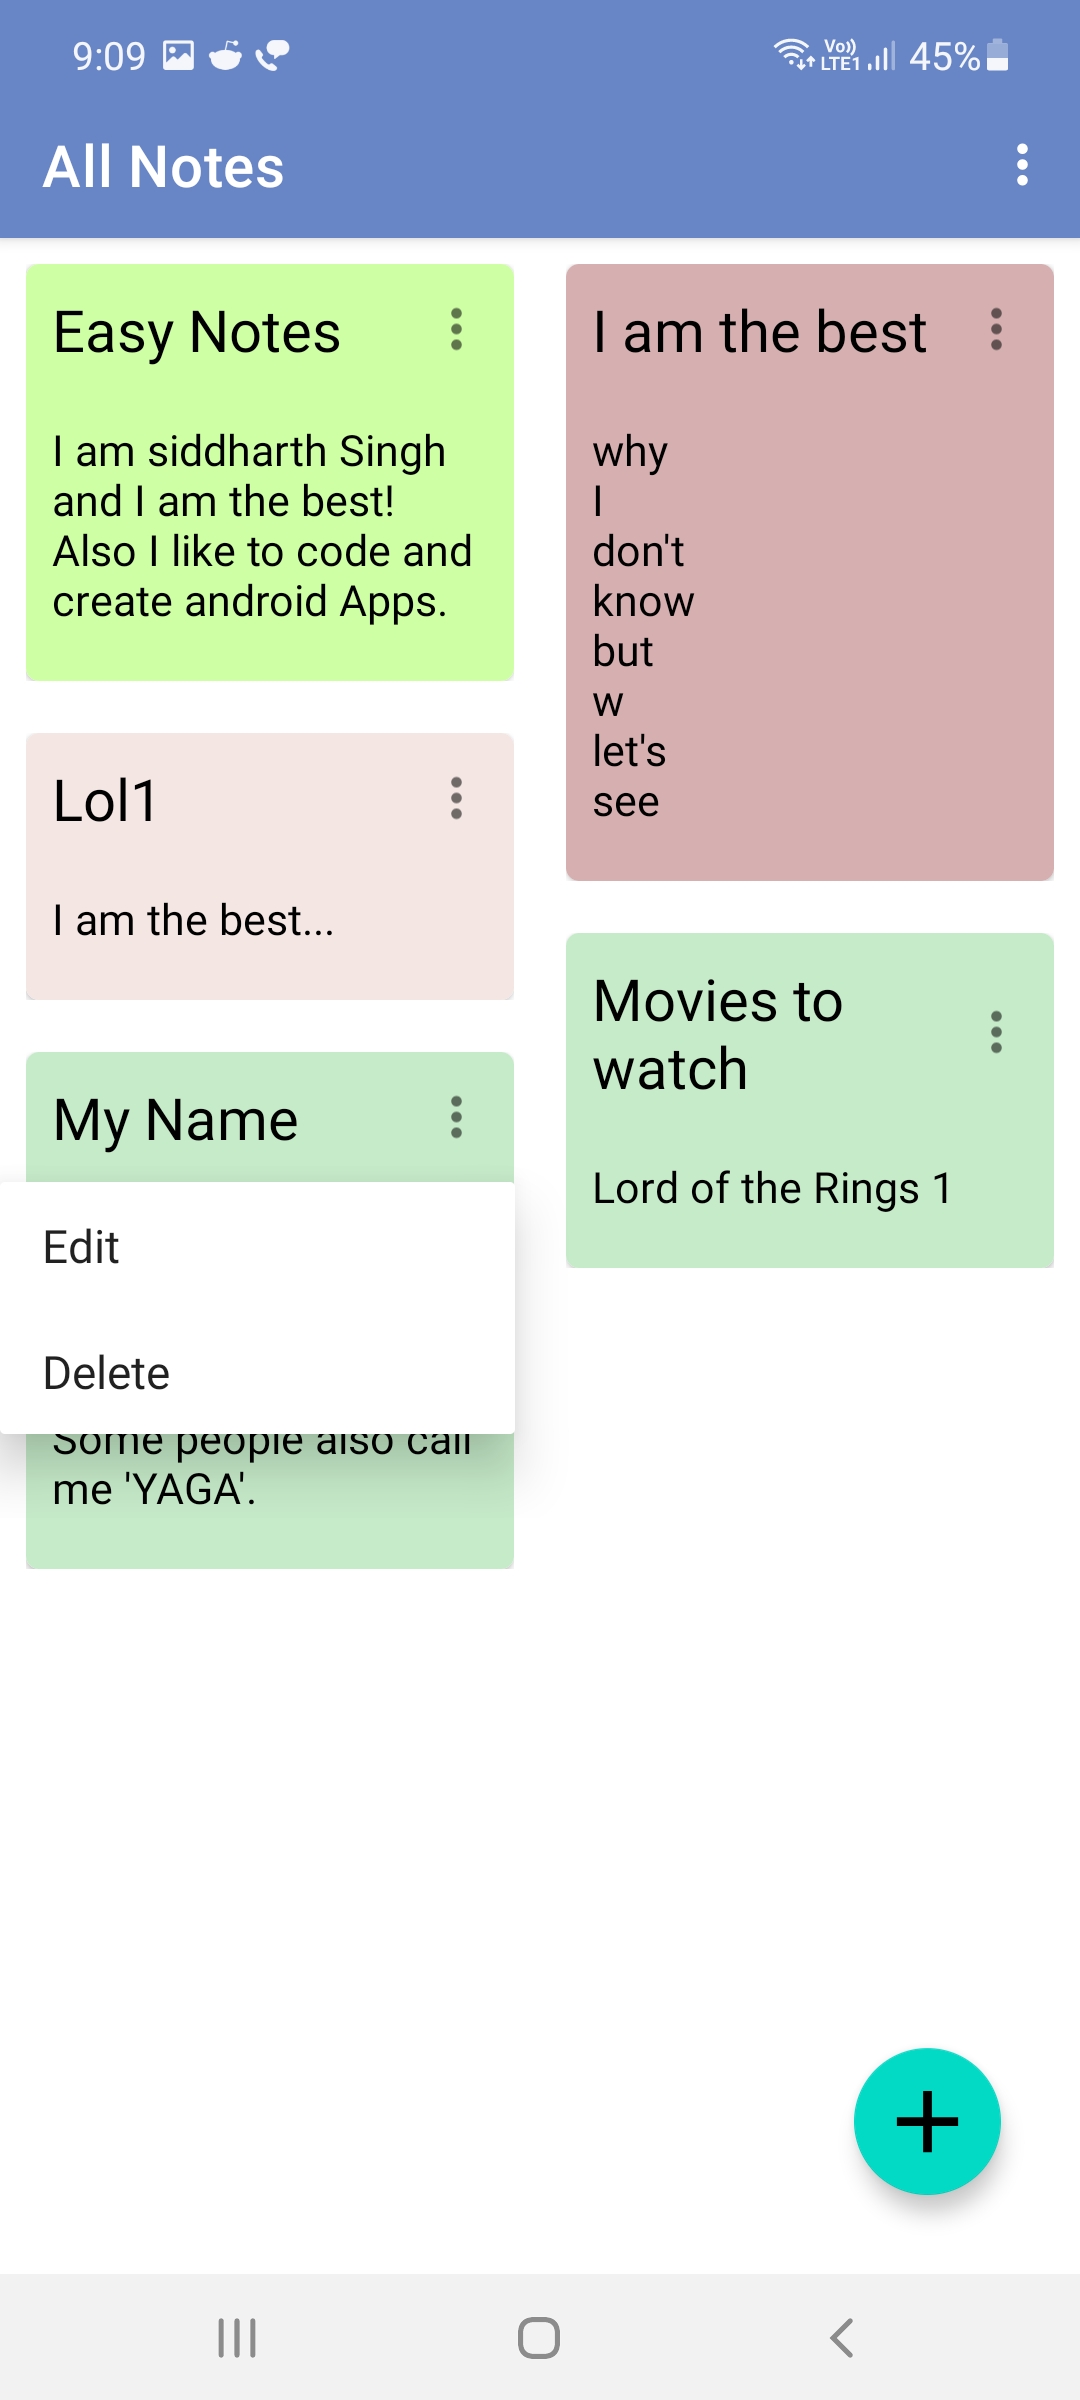 9:09
Vo))
LTE1
45%
All Notes
Easy Notes
I am siddharth Singh
and I am the best!
Also I like to code and
create android Apps.
I am the best
why
I
don't
know
but
w
let's
see
Lol1
I am the best...
Movies to
watch
Lord of the Rings 1
My Name
Edit
Delete
Some people also call
me 'YAGA'.